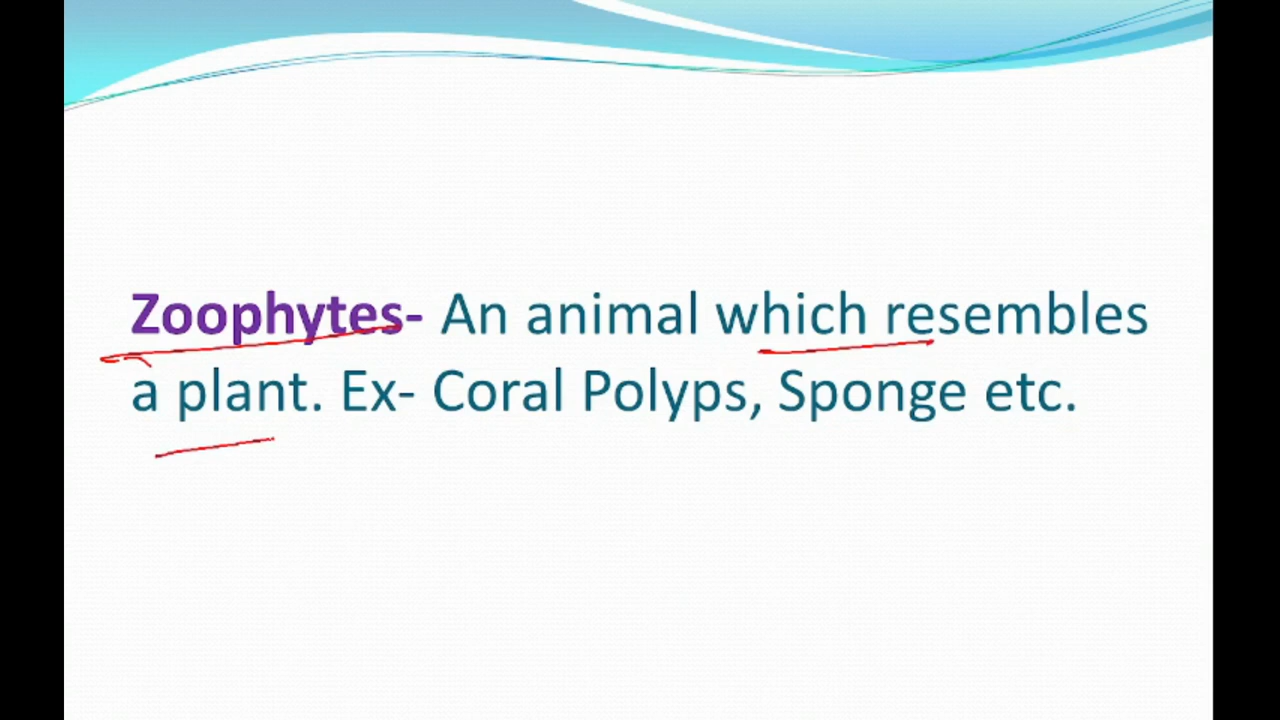 Zoophytes- An animal which resembles
a plant. Ex- Coral Polyps, Sponge etc.